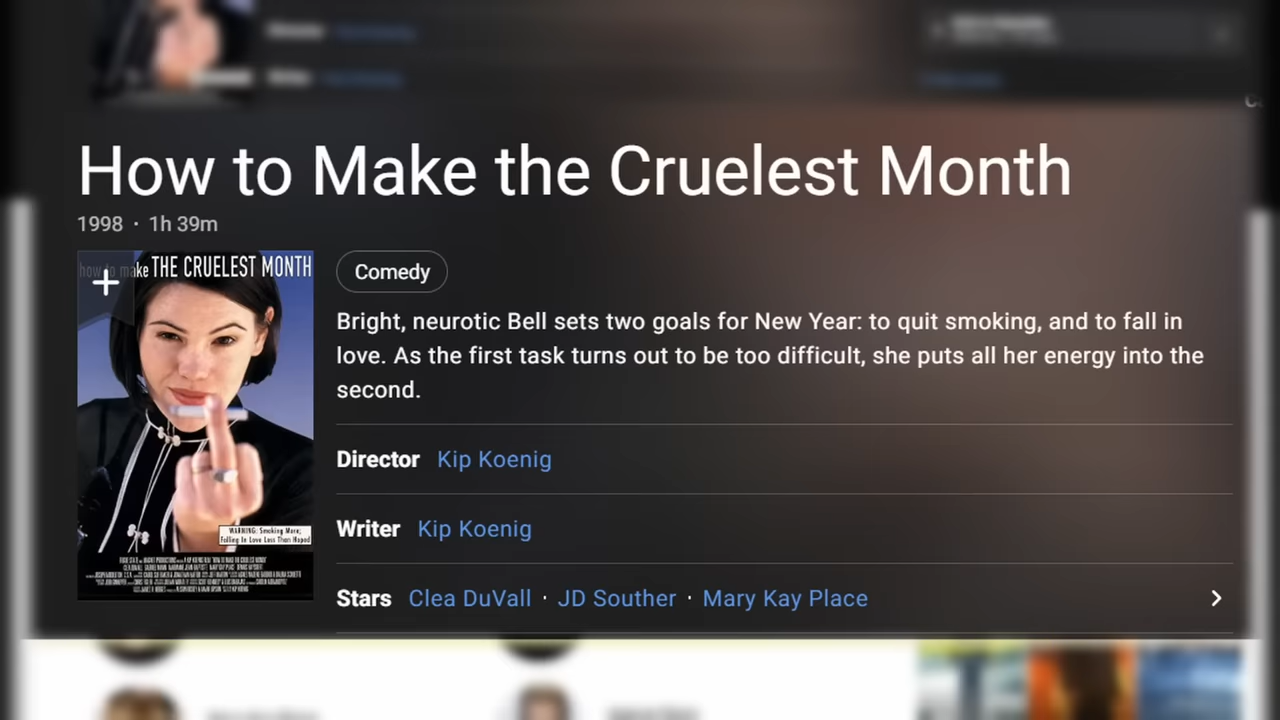 How to Make the Cruelest Month
1998 · 1h 39m
how to make THE CRUELEST MONTH
Comedy
Bright, neurotic Bell sets two goals for New Year: to quit smoking, and to fall in
love. As the first task turns out to be too difficult, she puts all her energy into the
second.
Director Kip Koenig
Writer Kip Koenig
WARNING: Smoking More;
Falling In Love Less Than Hoped
Stars Clea DuVall · JD Souther · Mary Kay Place